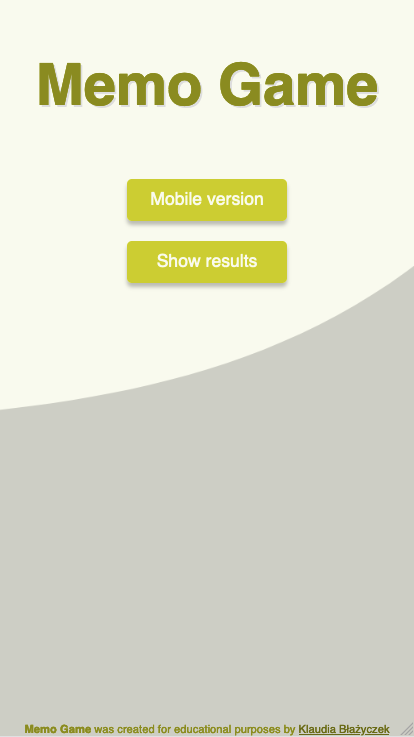 Memo Game
Mobile version
Show results
Memo Game was created for educational purposes by Klaudia Błażyczek